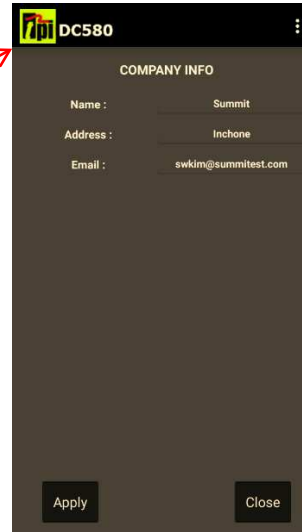 tpi DC580
COMPANY INFO
Name : Summit
Address : Inchone
Email : swkim@summitest.com
Apply Close